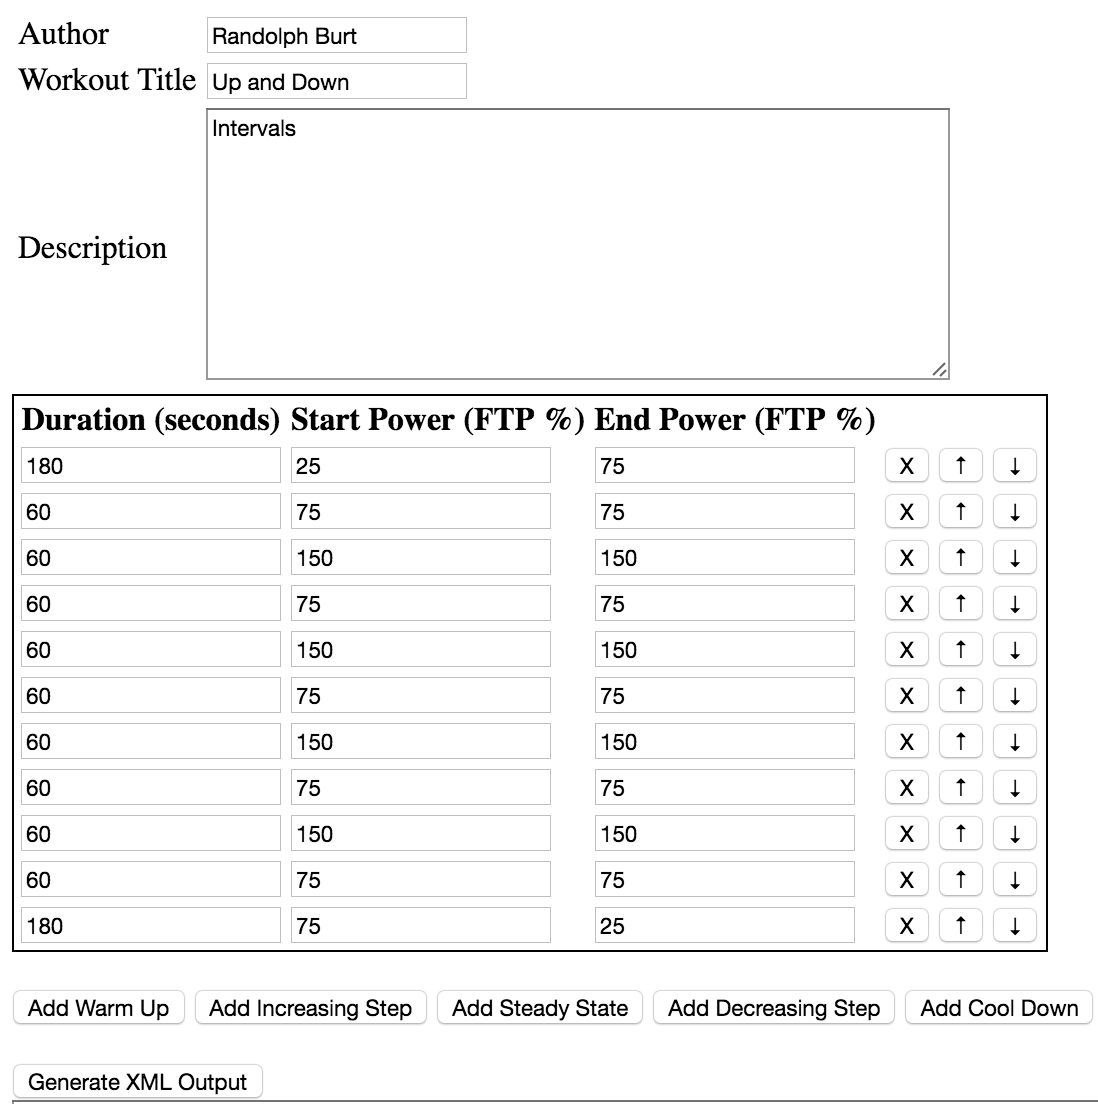 Author Randolph Burt
Workout Title Up and Down
Description Intervals
Duration (seconds) Start Power (FTP %) End Power (FTP %)
180 25 75 X ↑ ↓
60 75 75 X ↑ ↓
60 150 150 X ↑ ↓
60 75 75 X ↑ ↓
60 150 150 X ↑ ↓
60 75 75 X ↑ ↓
60 150 150 X ↑ ↓
60 75 75 X ↑ ↓
60 150 150 X ↑ ↓
60 75 75 X ↑ ↓
180 75 25 X ↑ ↓
Add Warm Up Add Increasing Step Add Steady State Add Decreasing Step Add Cool Down
Generate XML Output